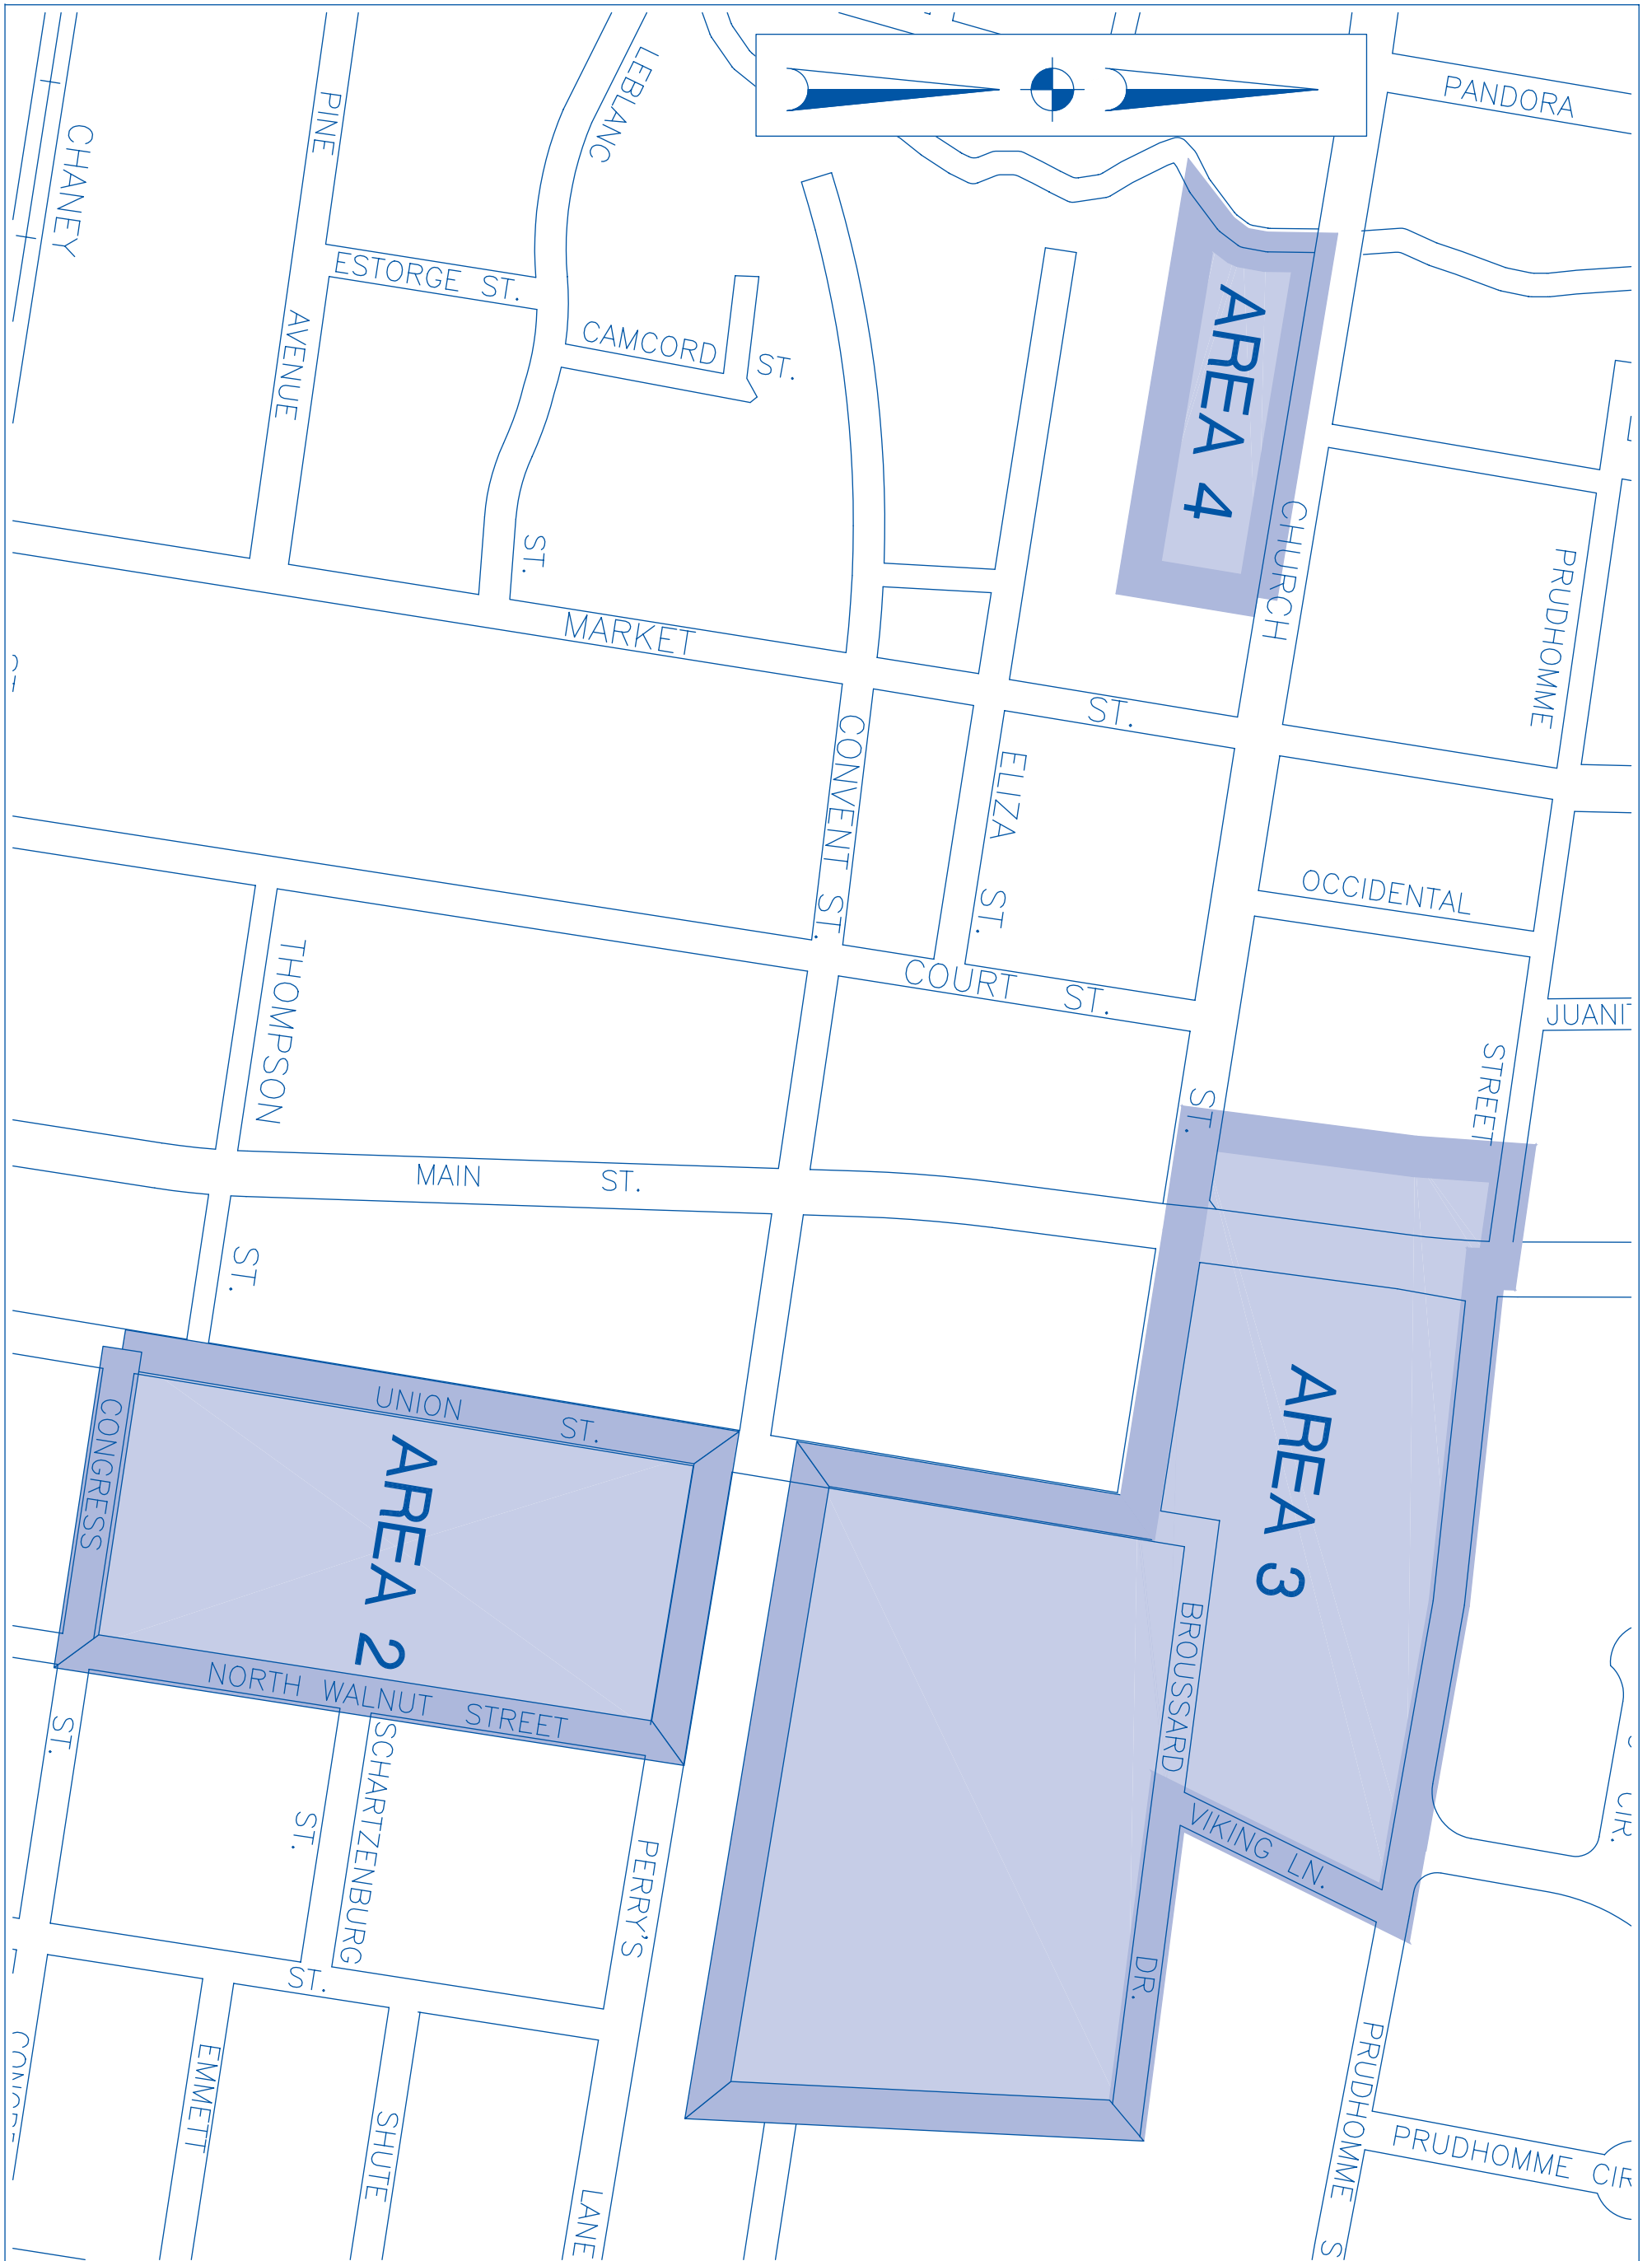 PANDORA
LEBLANC
PINE
CHANEY
ESTORGE ST.
AVENUE
CAMCORD ST.
AREA 4
CHURCH
ST.
PRUDHOMME
MARKET
ST.
CONVENT ST.
ELIZA
ST.
OCCIDENTAL
THOMPSON
COURT ST.
JUANIT
STREET
ST.
MAIN ST.
ST.
AREA 3
UNION ST.
CONGRESS
AREA 2
BROUSSARD
NORTH WALNUT STREET
ST.
SCHARTZENBURG
ST.
VIKING LN.
CIR.
PERRY'S
DR.
ST.
PRUDHOMME S
EMMETT
SHUTE
PRUDHOMME CIR
LANE